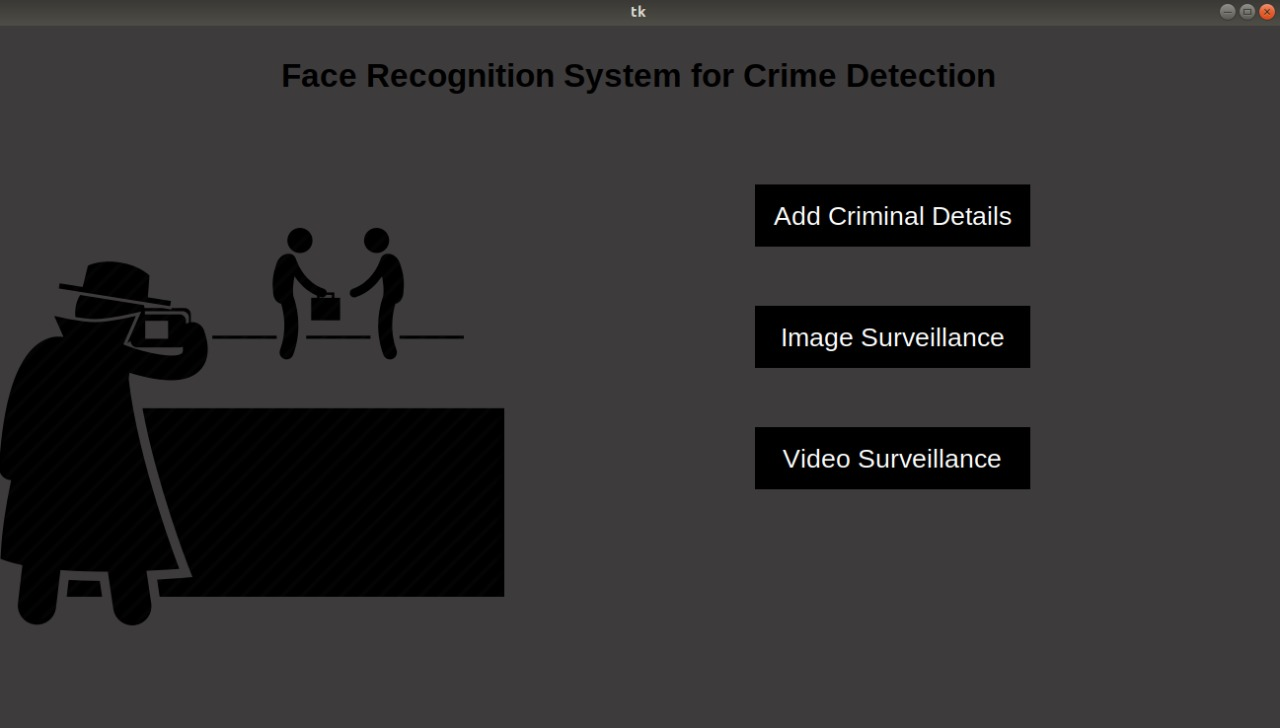 tk
Face Recognition System for Crime Detection
Add Criminal Details
Image Surveillance
Video Surveillance